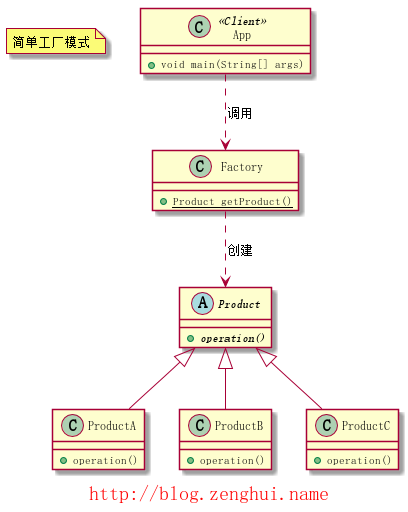 简单工厂模式
C «Client»
App
void main(String[] args)
调用
C Factory
Product getProduct()
创建
A Product
operation()
C ProductA
operation()
C ProductB
operation()
C ProductC
operation()
http://blog.zenghui.name